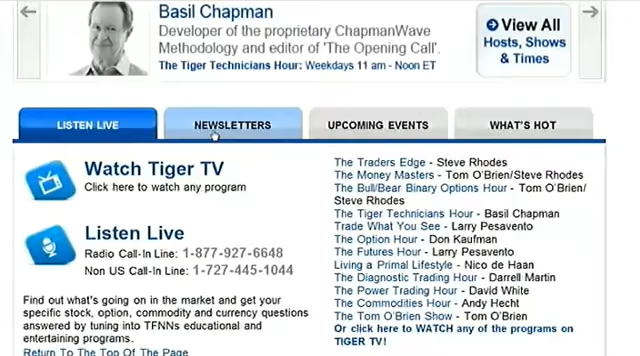 Basil Chapman
Developer of the proprietary ChapmanWave
Methodology and editor of 'The Opening Call'.
The Tiger Technicians Hour: Weekdays 11 am - Noon ET
View All
Hosts, Shows
& Times
LISTEN LIVE
NEWSLETTERS
UPCOMING EVENTS
WHAT'S HOT
Watch Tiger TV
Click here to watch any program
Listen Live
Radio Call-In Line: 1-877-927-6648
Non US Call-In Line: 1-727-445-1044
Find out what's going on in the market and get your
specific stock, option, commodity and currency questions
answered by tuning into TFNNs educational and
entertaining programs.
Return To The Top Of The Page
The Traders Edge - Steve Rhodes
The Money Masters - Tom O'Brien/Steve Rhodes
The Bull/Bear Binary Options Hour - Tom O'Brien/
Steve Rhodes
The Tiger Technicians Hour - Basil Chapman
Trade What You See - Larry Pesavento
The Option Hour - Don Kaufman
The Futures Hour - Larry Pesavento
Living a Primal Lifestyle - Nico de Haan
The Diagnostic Trading Hour - Darrell Martin
The Power Trading Hour - David White
The Commodities Hour - Andy Hecht
The Tom O'Brien Show - Tom O'Brien
Or click here to WATCH any of the programs on
TIGER TV!